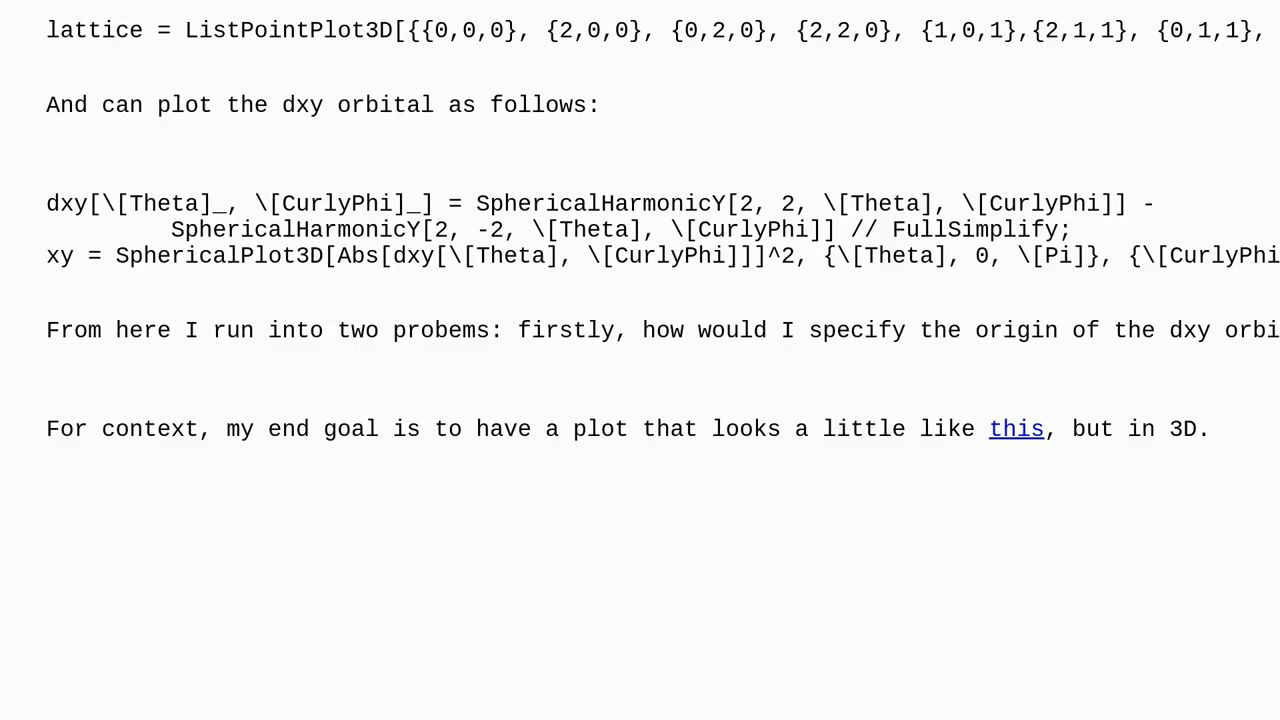 lattice = ListPointPlot3D[{{0,0,0}, {2,0,0}, {0,2,0}, {2,2,0}, {1,0,1},{2,1,1}, {0,1,1},
And can plot the dxy orbital as follows:
dxy[\[Theta]_, \[CurlyPhi]_] = SphericalHarmonicY[2, 2, \[Theta], \[CurlyPhi]] -
SphericalHarmonicY[2, -2, \[Theta], \[CurlyPhi]] // FullSimplify;
xy = SphericalPlot3D[Abs[dxy[\[Theta], \[CurlyPhi]]]^2, {\[Theta], 0, \[Pi]}, {\[CurlyPhi
From here I run into two probems: firstly, how would I specify the origin of the dxy orbi
For context, my end goal is to have a plot that looks a little like this, but in 3D.